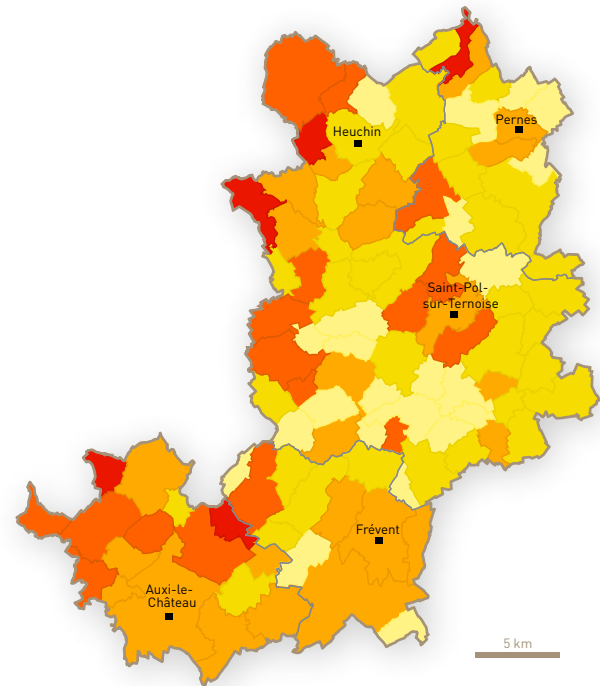 Pernes
Heuchin
Saint-Pol-
sur-Ternoise
Frévent
Auxi-le-
Château
5 km